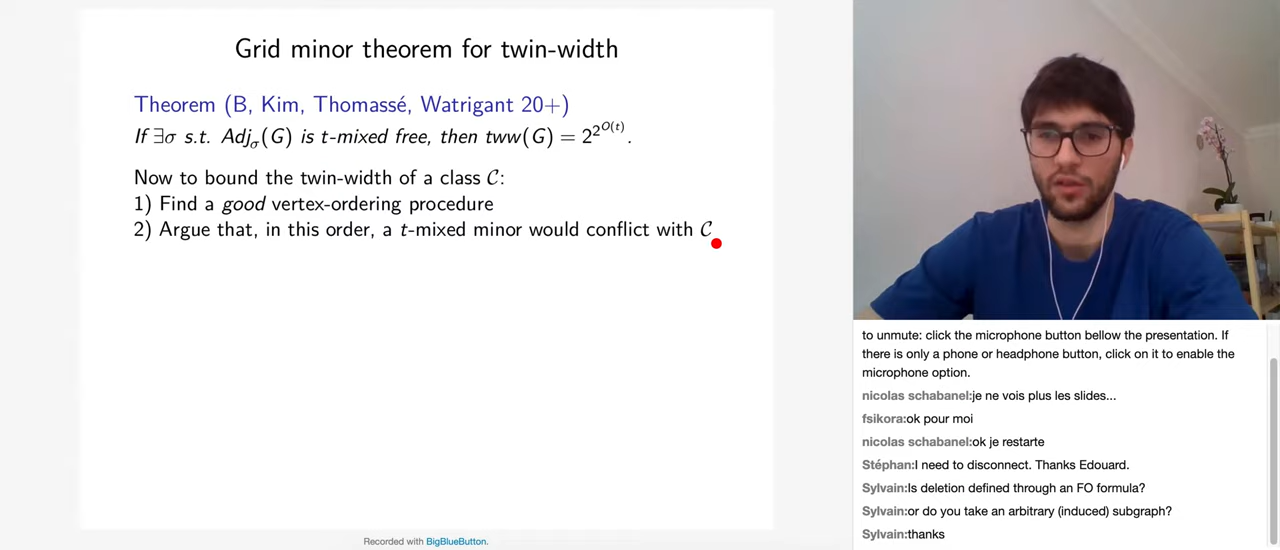 Grid minor theorem for twin-width
Theorem (B, Kim, Thomassé, Watrigant 20+)
If ∃σ s.t. Adj_σ(G) is t-mixed free, then tww(G) = 2^{2^{O(t)}}.
Now to bound the twin-width of a class 𝒞:
1) Find a good vertex-ordering procedure
2) Argue that, in this order, a t-mixed minor would conflict with 𝒞
Recorded with BigBlueButton.
to unmute: click the microphone button bellow the presentation. If
there is only a phone or headphone button, click on it to enable the
microphone option.
nicolas schabanel:je ne vois plus les slides...
fsikora:ok pour moi
nicolas schabanel:ok je restarte
Stéphan:I need to disconnect. Thanks Edouard.
Sylvain:Is deletion defined through an FO formula?
Sylvain:or do you take an arbitrary (induced) subgraph?
Sylvain:thanks